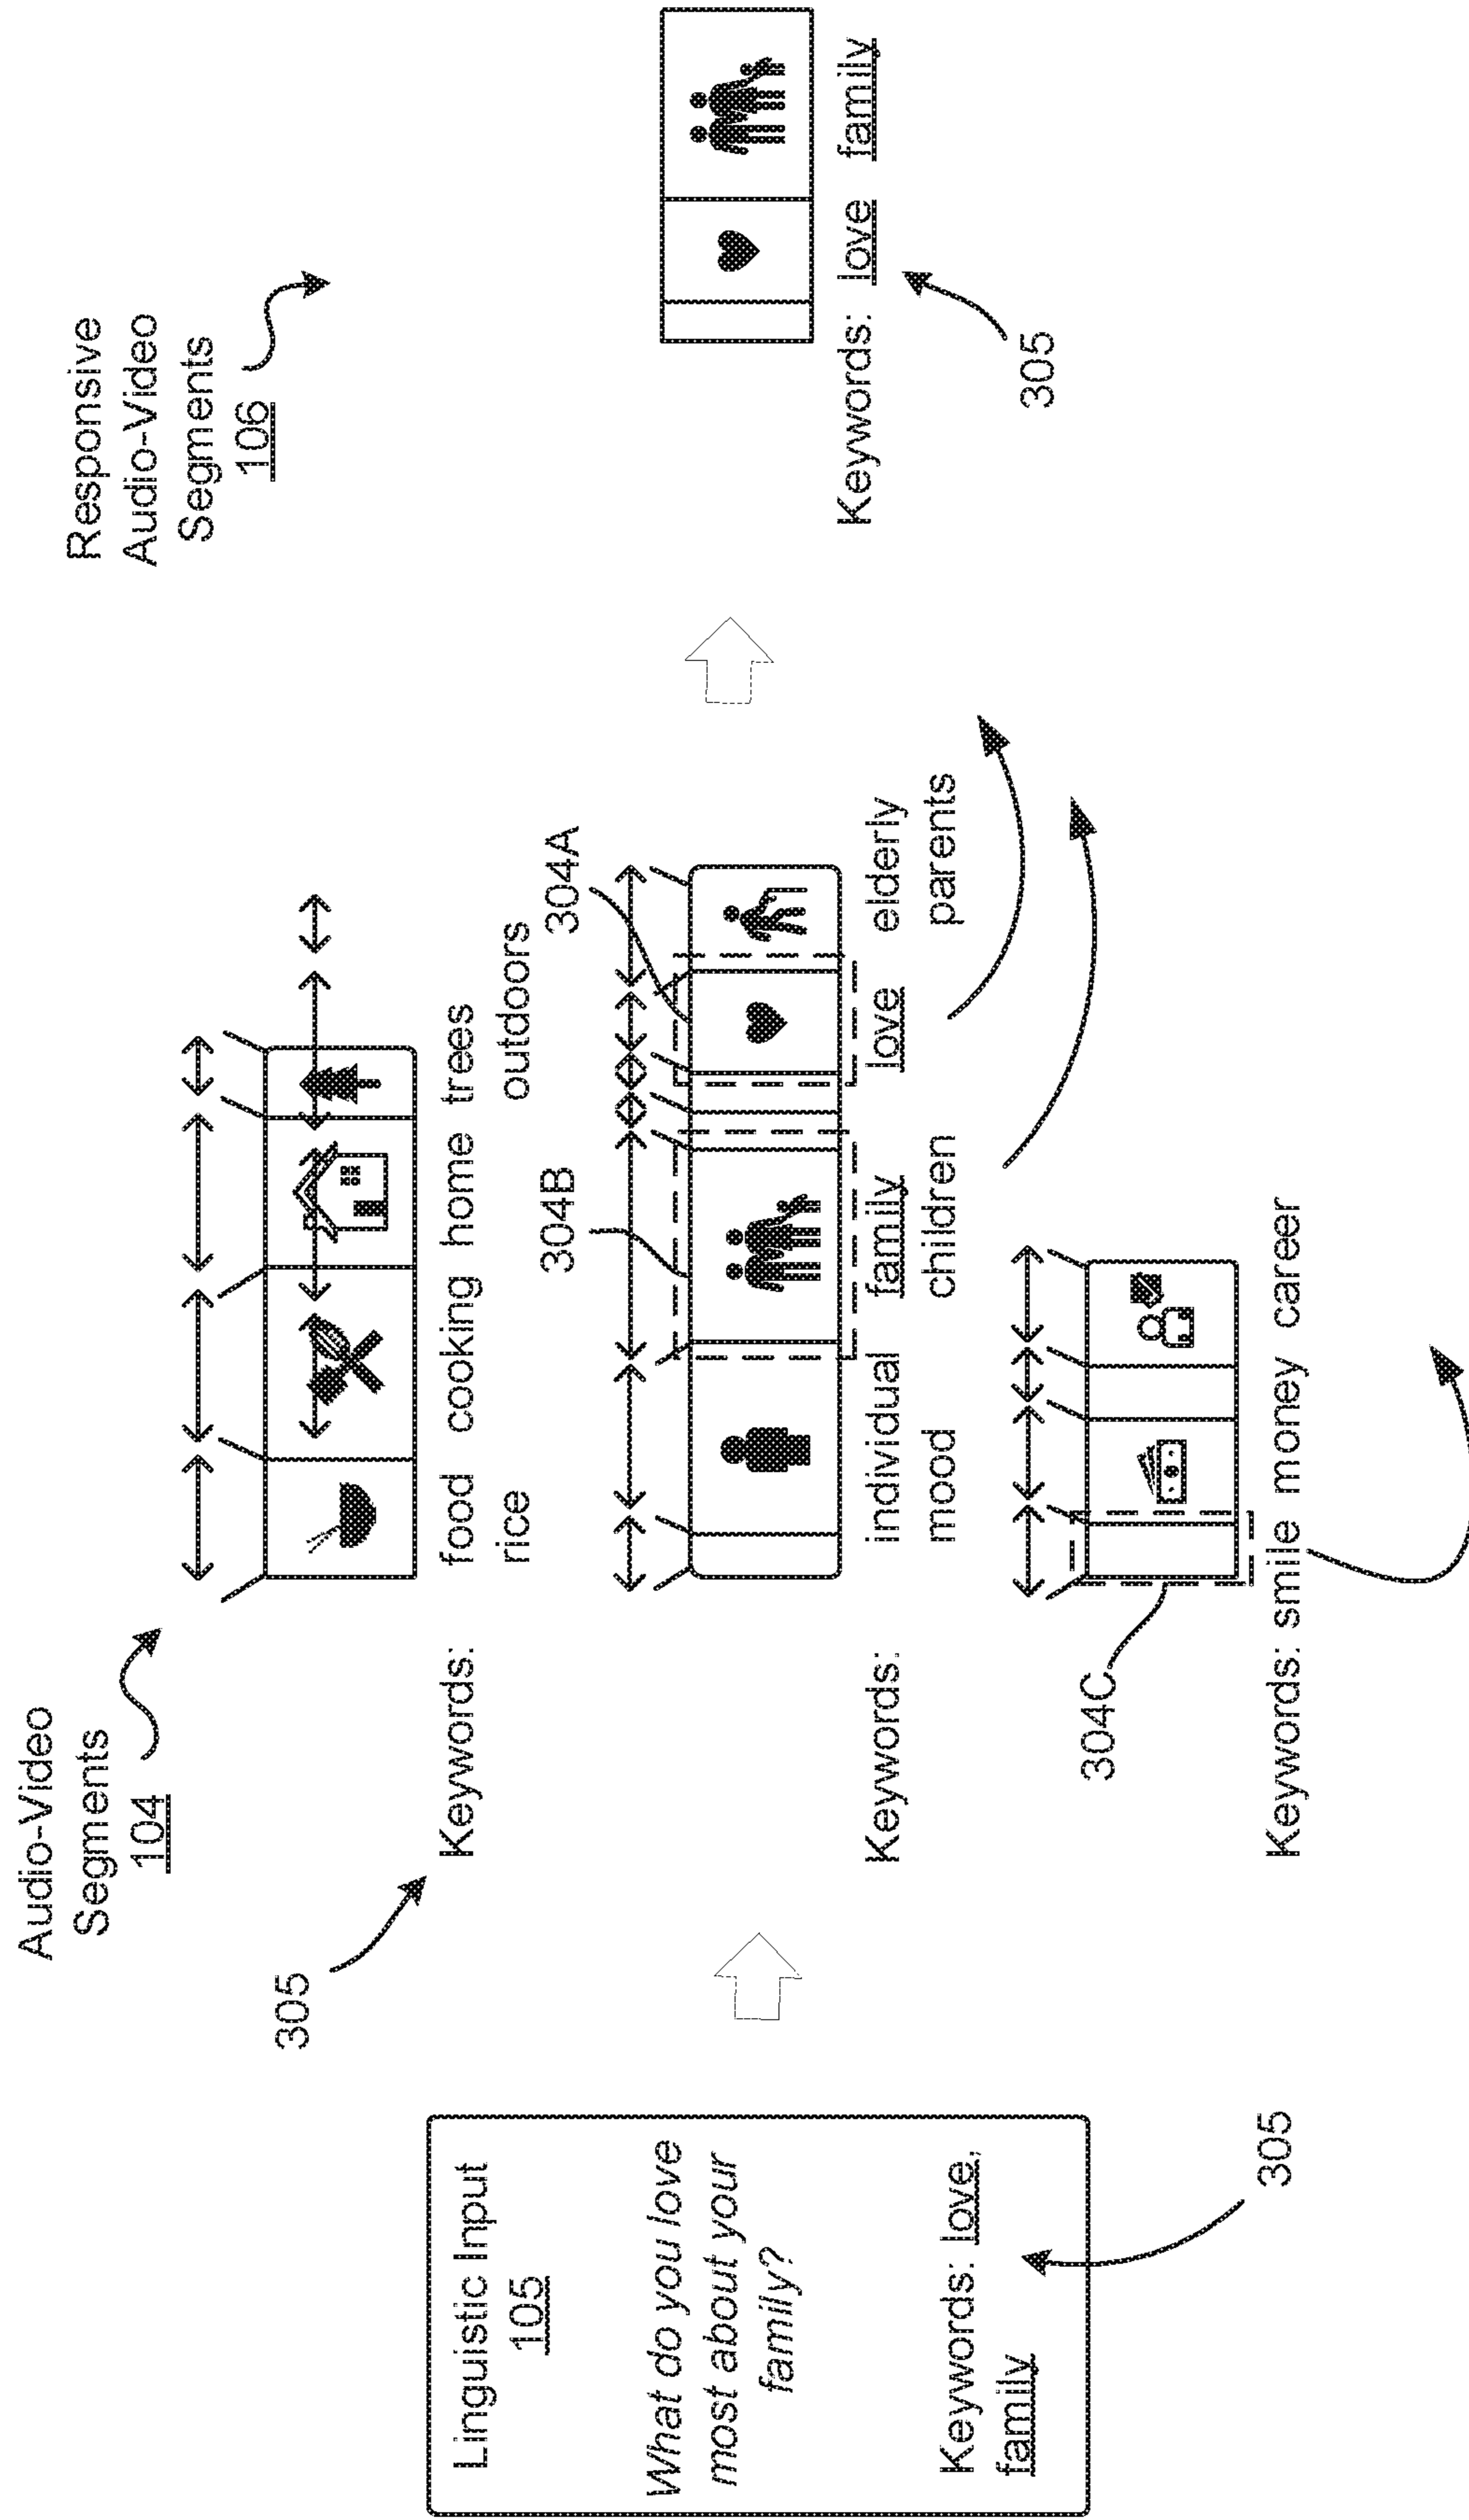 Linguistic Input
105
What do you love
most about your
family?
Keywords: love,
family
305
305
Audio-Video
Segments
104
Keywords:
food cooking home trees
rice outdoors
304B
304A
Keywords:
individual family love elderly
mood children parents
304C
Keywords: smile money career
Responsive
Audio-Video
Segments
106
Keywords: love family
305